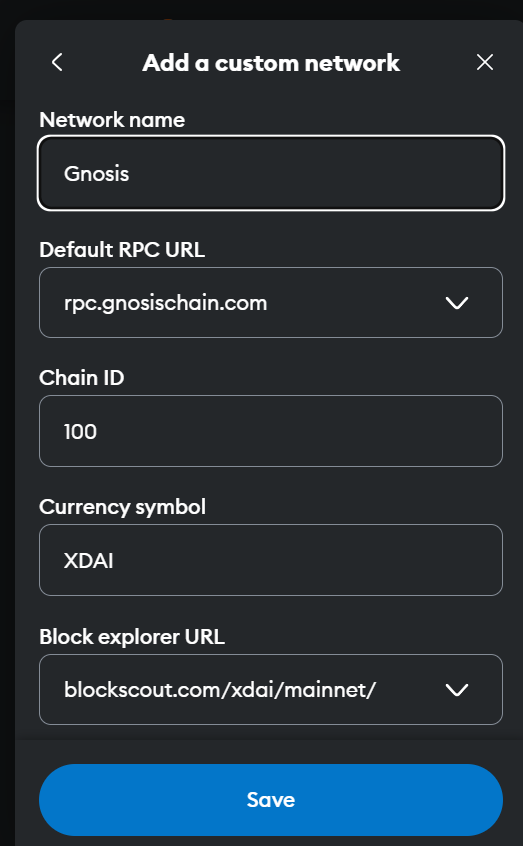 Add a custom network
Network name
Gnosis
Default RPC URL
rpc.gnosischain.com
Chain ID
100
Currency symbol
XDAI
Block explorer URL
blockscout.com/xdai/mainnet/
Save